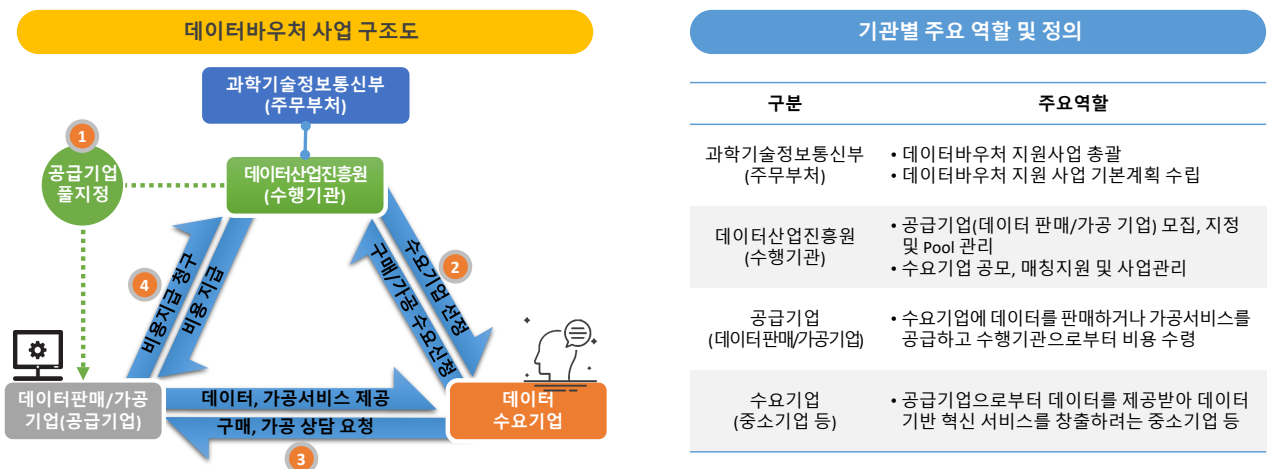 데이터바우처 사업 구조도
과학기술정보통신부
(주무부처)
1
공급기업
풀지정
데이터산업진흥원
(수행기관)
수요기업 선정
2
구매/가공 수요신청
4
비용지급 청구
비용 지급
데이터판매/가공
기업(공급기업)
데이터, 가공서비스 제공
구매, 가공 상담 요청
3
데이터
수요기업
기관별 주요 역할 및 정의
구분 주요역할
과학기술정보통신부
(주무부처)
• 데이터바우처 지원사업 총괄
• 데이터바우처 지원 사업 기본계획 수립
데이터산업진흥원
(수행기관)
• 공급기업(데이터 판매/가공 기업) 모집, 지정
및 Pool 관리
• 수요기업 공모, 매칭지원 및 사업관리
공급기업
(데이터판매/가공기업)
• 수요기업에 데이터를 판매하거나 가공서비스를
공급하고 수행기관으로부터 비용 수령
수요기업
(중소기업 등)
• 공급기업으로부터 데이터를 제공받아 데이터
기반 혁신 서비스를 창출하려는 중소기업 등